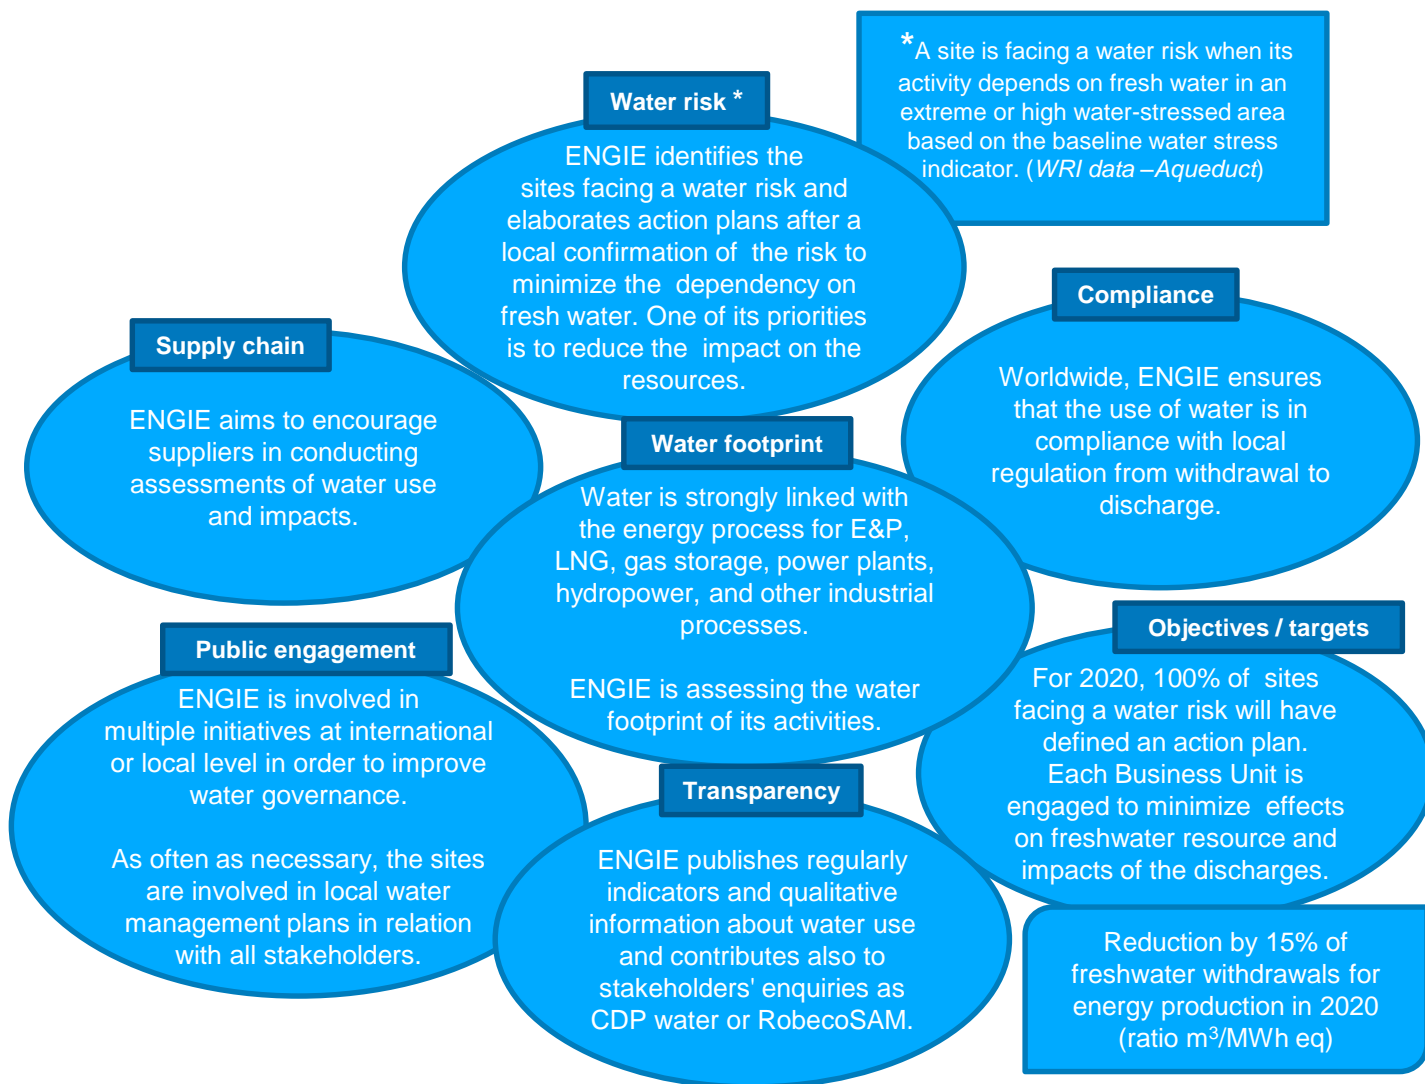 Water risk *
ENGIE identifies the
sites facing a water risk and
elaborates action plans after a
local confirmation of the risk to
minimize the dependency on
fresh water. One of its priorities
is to reduce the impact on the
resources.
*A site is facing a water risk when its
activity depends on fresh water in an
extreme or high water-stressed area
based on the baseline water stress
indicator. (WRI data –Aqueduct)
Supply chain
ENGIE aims to encourage
suppliers in conducting
assessments of water use
and impacts.
Compliance
Worldwide, ENGIE ensures
that the use of water is in
compliance with local
regulation from withdrawal to
discharge.
Water footprint
Water is strongly linked with
the energy process for E&P,
LNG, gas storage, power plants,
hydropower, and other industrial
processes.
ENGIE is assessing the water
footprint of its activities.
Public engagement
ENGIE is involved in
multiple initiatives at international
or local level in order to improve
water governance.
As often as necessary, the sites
are involved in local water
management plans in relation
with all stakeholders.
Objectives / targets
For 2020, 100% of sites
facing a water risk will have
defined an action plan.
Each Business Unit is
engaged to minimize effects
on freshwater resource and
impacts of the discharges.
Transparency
ENGIE publishes regularly
indicators and qualitative
information about water use
and contributes also to
stakeholders' enquiries as
CDP water or RobecoSAM.
Reduction by 15% of
freshwater withdrawals for
energy production in 2020
(ratio m³/MWh eq)